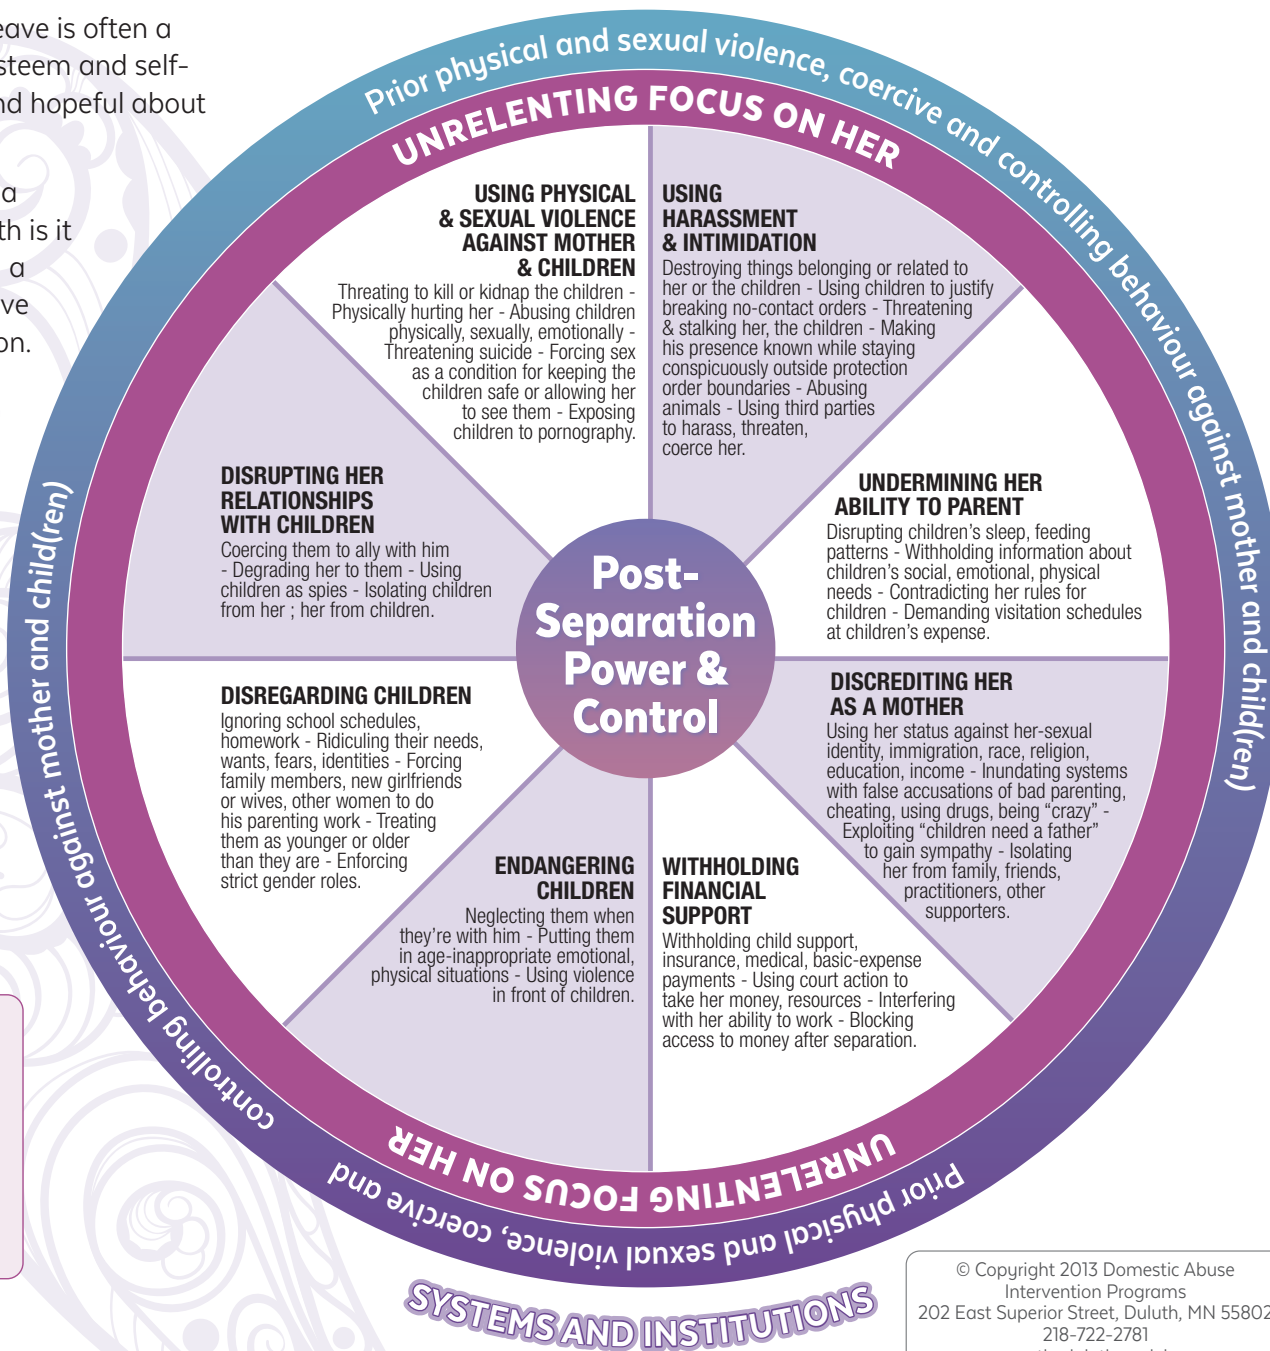 eave is often a
steem and self-
nd hopeful about
a
th is it
a
ve
on.
Prior physical and sexual violence, coercive and controlling behaviour against mother and child(ren)
UNRELENTING FOCUS ON HER
USING PHYSICAL
& SEXUAL VIOLENCE
AGAINST MOTHER
& CHILDREN
Threating to kill or kidnap the children -
Physically hurting her - Abusing children
physically, sexually, emotionally -
Threatening suicide - Forcing sex
as a condition for keeping the
children safe or allowing her
to see them - Exposing
children to pornography.
USING
HARASSMENT
& INTIMIDATION
Destroying things belonging or related to
her or the children - Using children to justify
breaking no-contact orders - Threatening
& stalking her, the children - Making
his presence known while staying
conspicuously outside protection
order boundaries - Abusing
animals - Using third parties
to harass, threaten,
coerce her.
UNDERMINING HER
ABILITY TO PARENT
Disrupting children's sleep, feeding
patterns - Withholding information about
children's social, emotional, physical
needs - Contradicting her rules for
children - Demanding visitation schedules
at children's expense.
DISCREDITING HER
AS A MOTHER
Using her status against her-sexual
identity, immigration, race, religion,
education, income - Inundating systems
with false accusations of bad parenting,
cheating, using drugs, being “crazy” -
Exploiting “children need a father”
to gain sympathy - Isolating
her from family, friends,
practitioners, other
supporters.
WITHHOLDING
FINANCIAL
SUPPORT
Withholding child support,
insurance, medical, basic-expense
payments - Using court action to
take her money, resources - Interfering
with her ability to work - Blocking
access to money after separation.
ENDANGERING
CHILDREN
Neglecting them when
they're with him - Putting them
in age-inappropriate emotional,
physical situations - Using violence
in front of children.
DISREGARDING CHILDREN
Ignoring school schedules,
homework - Ridiculing their needs,
wants, fears, identities - Forcing
family members, new girlfriends
or wives, other women to do
his parenting work - Treating
them as younger or older
than they are - Enforcing
strict gender roles.
DISRUPTING HER
RELATIONSHIPS
WITH CHILDREN
Coercing them to ally with him
- Degrading her to them - Using
children as spies - Isolating children
from her ; her from children.
Post-
Separation
Power &
Control
UNRELENTING FOCUS ON HER
Prior physical and sexual violence, coercive and controlling behaviour against mother and child(ren)
SYSTEMS AND INSTITUTIONS
© Copyright 2013 Domestic Abuse
Intervention Programs
202 East Superior Street, Duluth, MN 55802
218-722-2781